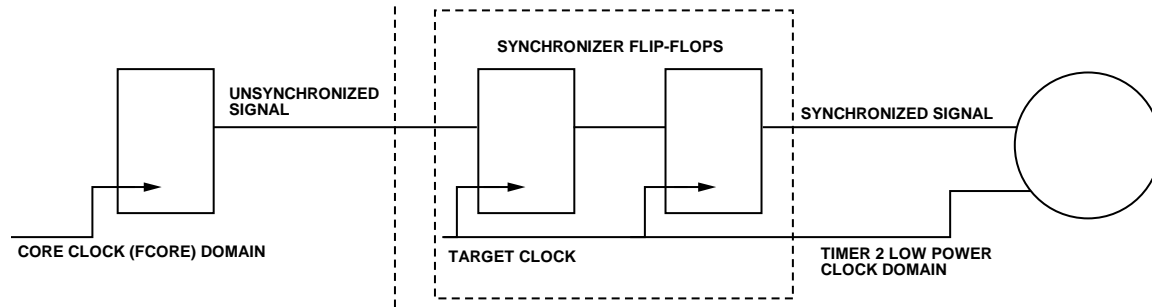 SYNCHRONIZER FLIP-FLOPS
UNSYNCHRONIZED
SIGNAL
SYNCHRONIZED SIGNAL
CORE CLOCK (FCORE) DOMAIN
TARGET CLOCK
TIMER 2 LOW POWER
CLOCK DOMAIN